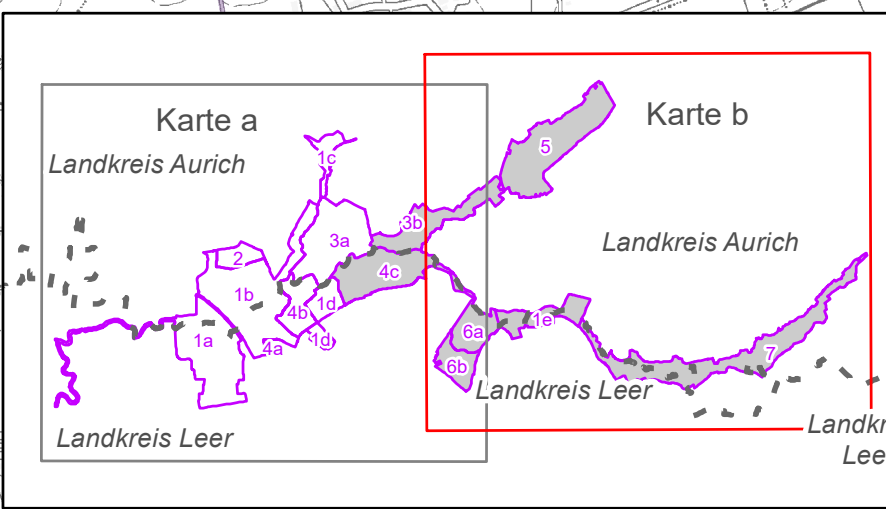 Karte a
Karte b
Landkreis Aurich
1c
5
3b
3a
Landkreis Aurich
2
4c
1b
4b
1d
1e
1a
6a
1d
4a
7
6b
Landkreis Leer
Landkreis Leer
Landkr
Lee